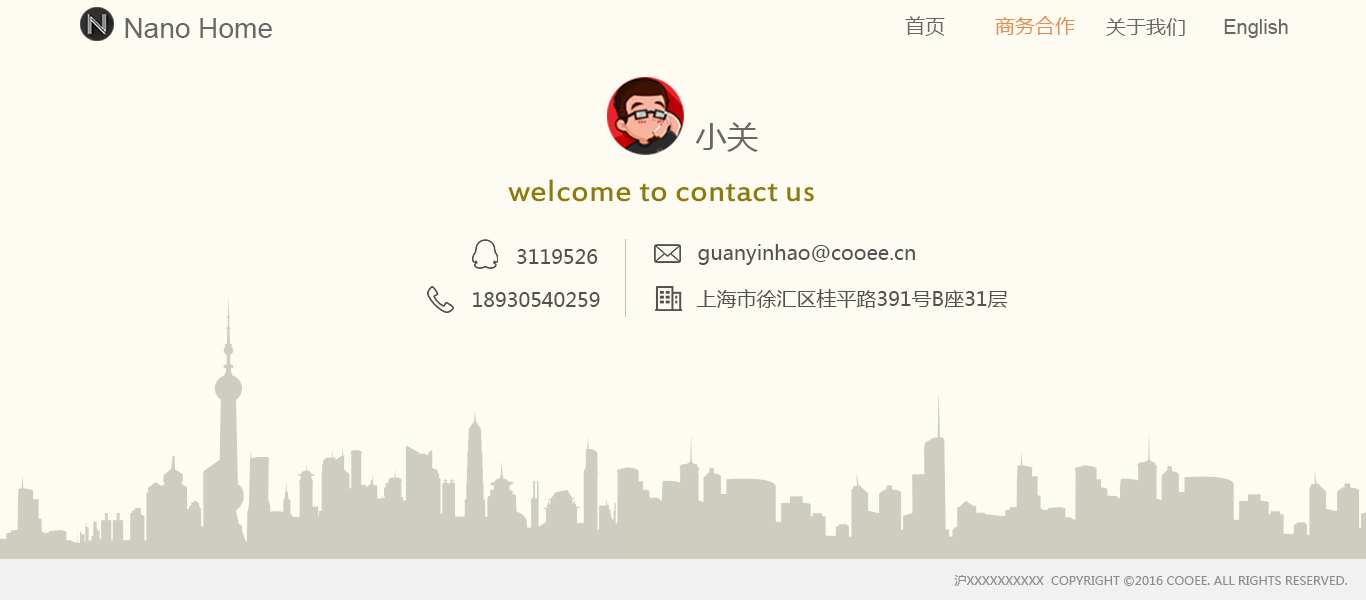 Nano Home 首页 商务合作 关于我们 English
小关
welcome to contact us
3119526 guanyinhao@cooee.cn
18930540259 上海市徐汇区桂平路391号B座31层
沪XXXXXXXXXX COPYRIGHT ©2016 COOEE. ALL RIGHTS RESERVED.